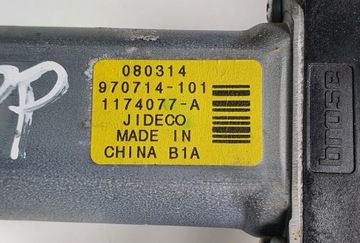 080314
970714-101
1174077-A
JIDECO
MADE IN
CHINA B1A
brose